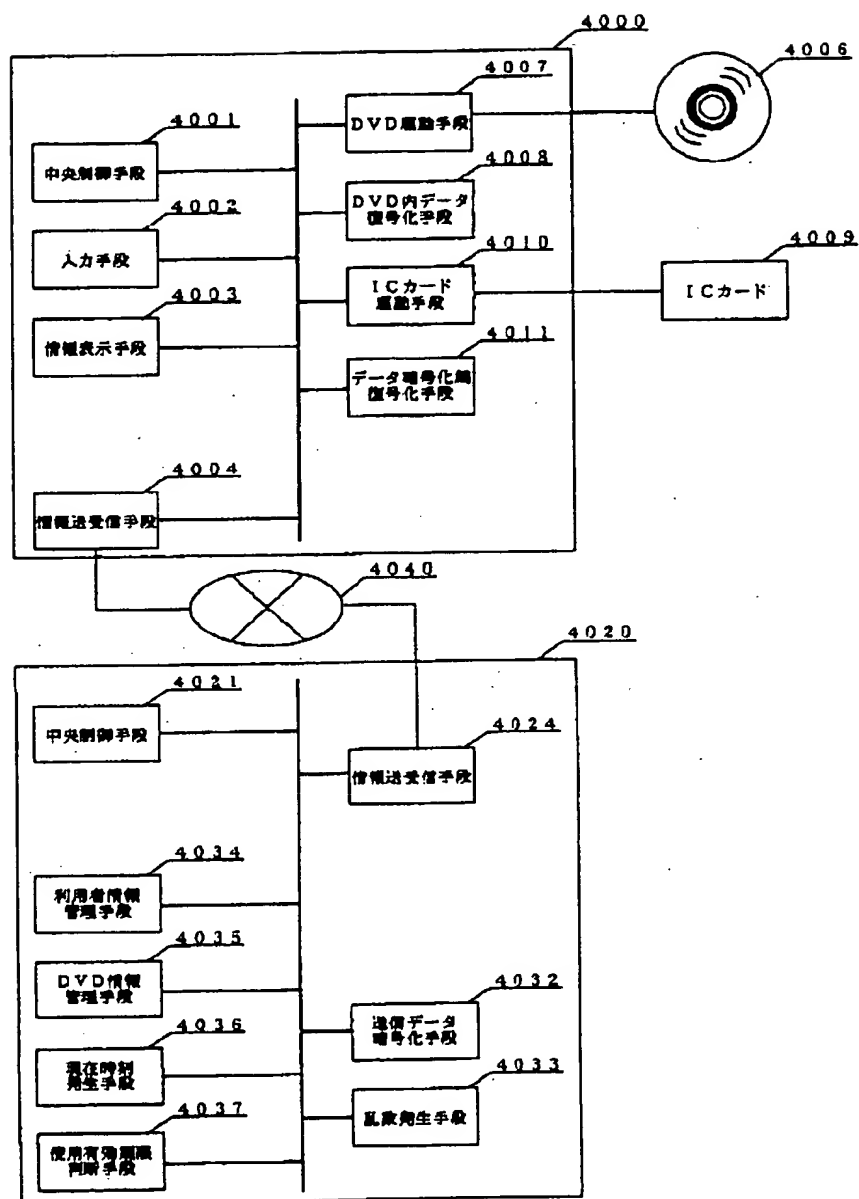 4000
4006
4007
DVD駆動手段
4001
中央制御手段
4008
DVD内データ
復号化手段
4002
入力手段
4010
ICカード
駆動手段
4009
ICカード
4003
情報表示手段
4011
データ暗号化鍵
復号化手段
4004
情報送受信手段
4040
4020
4021
中央制御手段
4024
情報送受信手段
4034
利用者情報
管理手段
4035
DVD情報
管理手段
4032
送信データ
暗号化手段
4036
現在時刻
発生手段
4033
乱数発生手段
4037
使用有効期限
判断手段